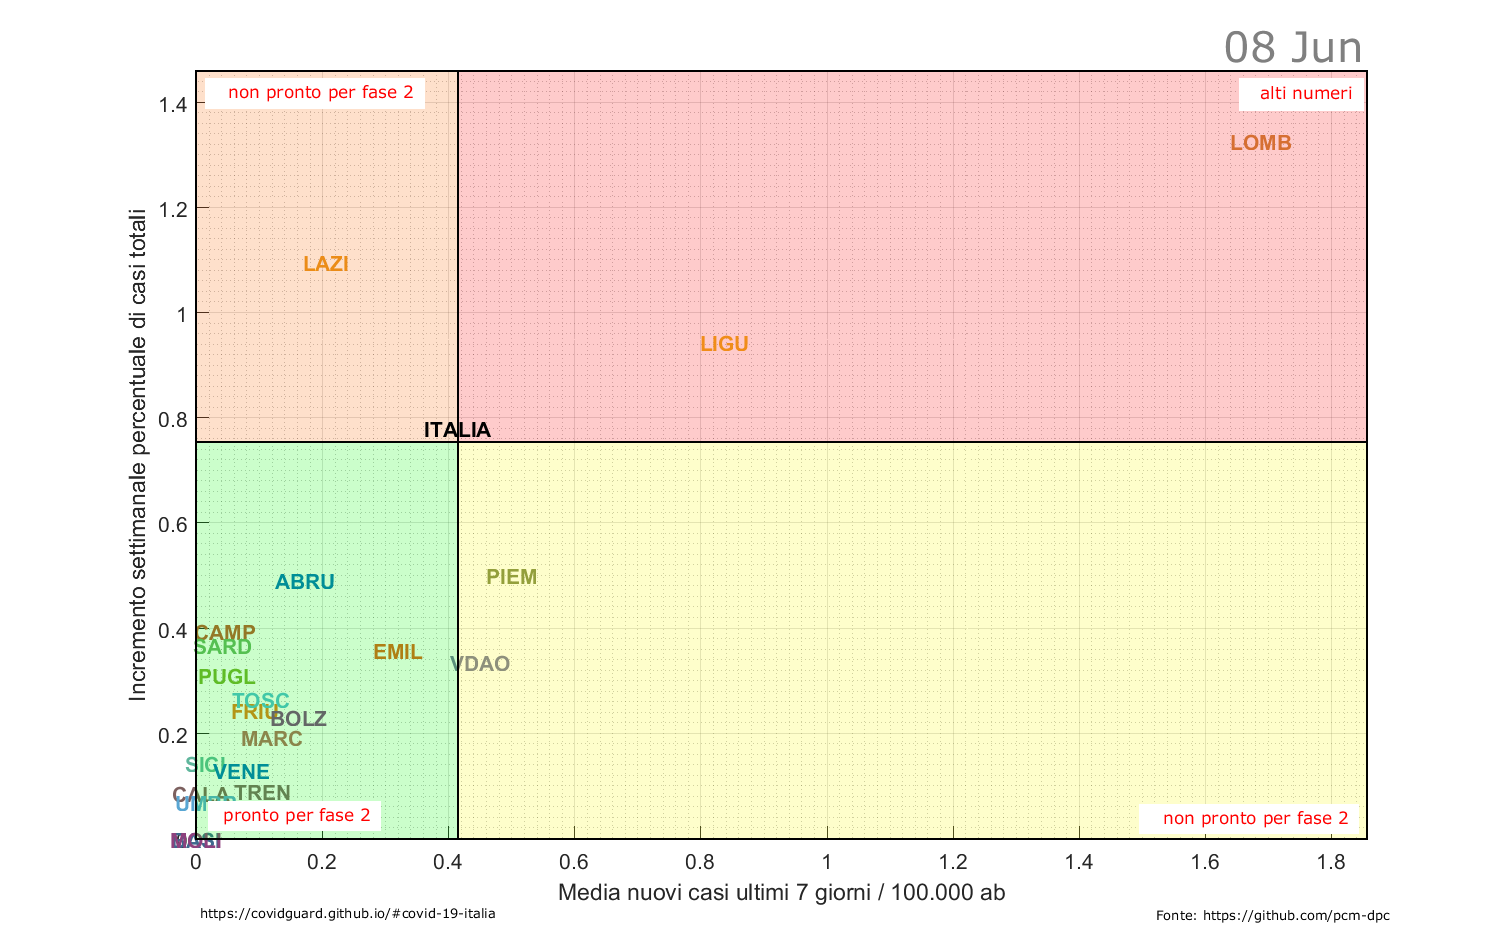 08 Jun
non pronto per fase 2
alti numeri
1.4
LOMB
1.2
LAZI
1
LIGU
0.8
ITALIA
0.6
PIEM
ABRU
0.4
CAMP
SARD
EMIL
VDAO
PUGL
TOSC
FRIU
BOLZ
0.2
MARC
SICI
VENE
CALA
TREN
pronto per fase 2
non pronto per fase 2
0
0.2
0.4
0.6
0.8
1
1.2
1.4
1.6
1.8
Incremento settimanale percentuale di casi totali
Media nuovi casi ultimi 7 giorni / 100.000 ab
https://covidguard.github.io/#covid-19-italia
Fonte: https://github.com/pcm-dpc